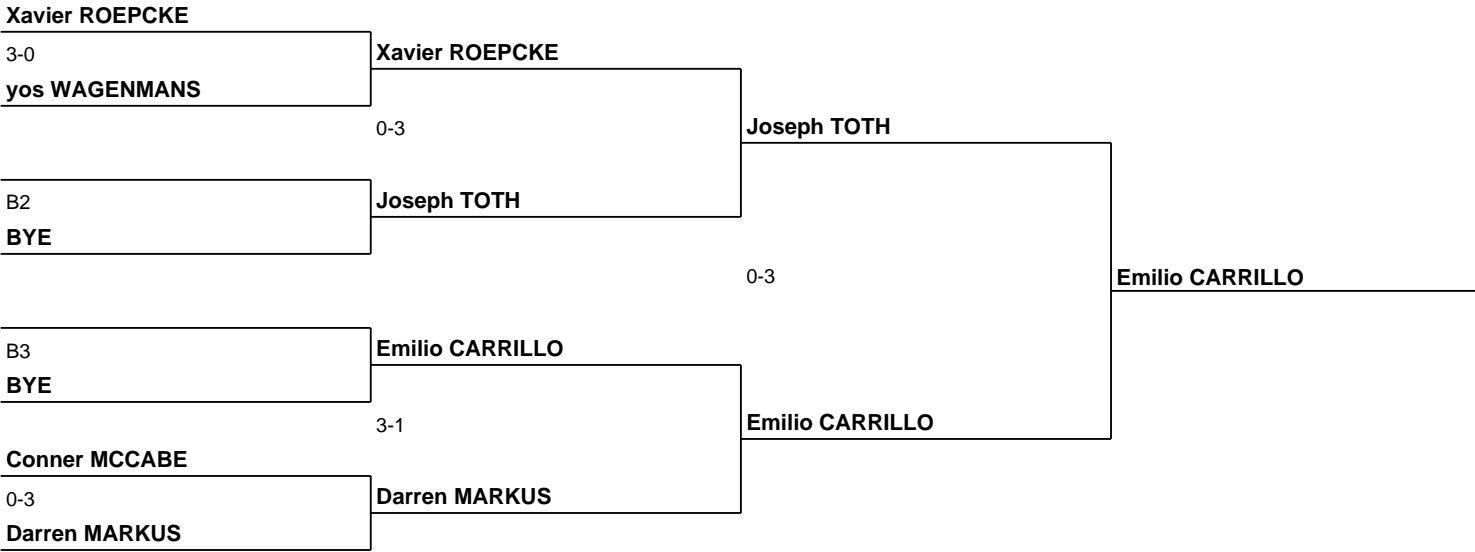 Xavier ROEPCKE
3-0
yos WAGENMANS
B2
BYE
B3
BYE
Conner MCCABE
0-3
Darren MARKUS
Xavier ROEPCKE
0-3
Joseph TOTH
Emilio CARRILLO
3-1
Darren MARKUS
Joseph TOTH
0-3
Emilio CARRILLO
Emilio CARRILLO